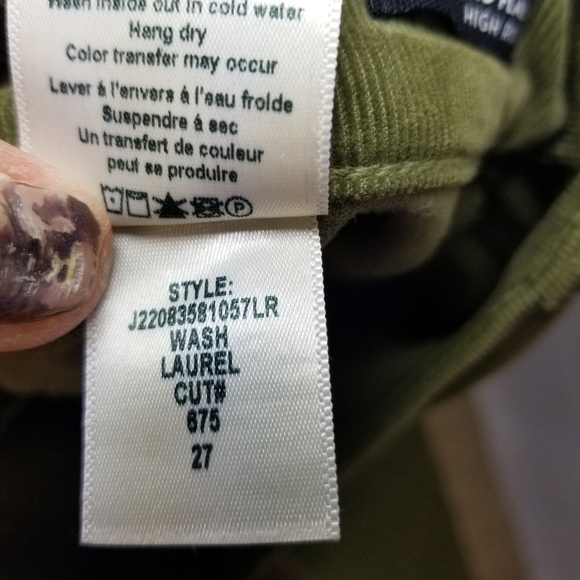 Wash inside out in cold water
Hang dry
Color transfer may occur
Laver à l'envers à l'eau froide
Suspendre à sec
Un transfert de couleur
peut se produire
P
STYLE:
J22083581057LR
WASH
LAUREL
CUT#
675
27
HIGH